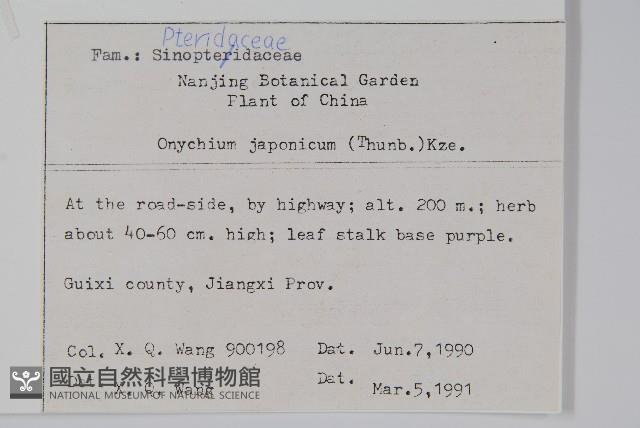 Pteridaceae
Fam.: Sinopteridaceae
Nanjing Botanical Garden
Plant of China
Onychium japonicum (Thunb.)Kze.
At the road-side, by highway; alt. 200 m.; herb
about 40-60 cm. high; leaf stalk base purple.
Guixi county, Jiangxi Prov.
Col. X. Q. Wang 900198 Dat. Jun.7,1990
X. Q. Wang Dat. Mar.5,1991
國立自然科學博物館
NATIONAL MUSEUM OF NATURAL SCIENCE